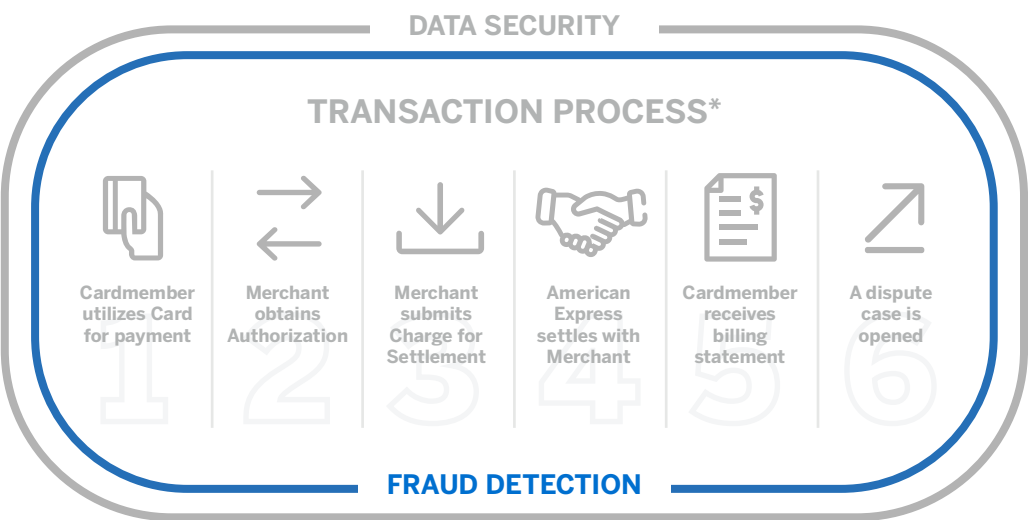 DATA SECURITY
TRANSACTION PROCESS*
$
Cardmember
utilizes Card
for payment
1
Merchant
obtains
Authorization
2
Merchant
submits
Charge for
Settlement
3
American
Express
settles with
Merchant
4
Cardmember
receives
billing
statement
5
A dispute
case is
opened
6
FRAUD DETECTION